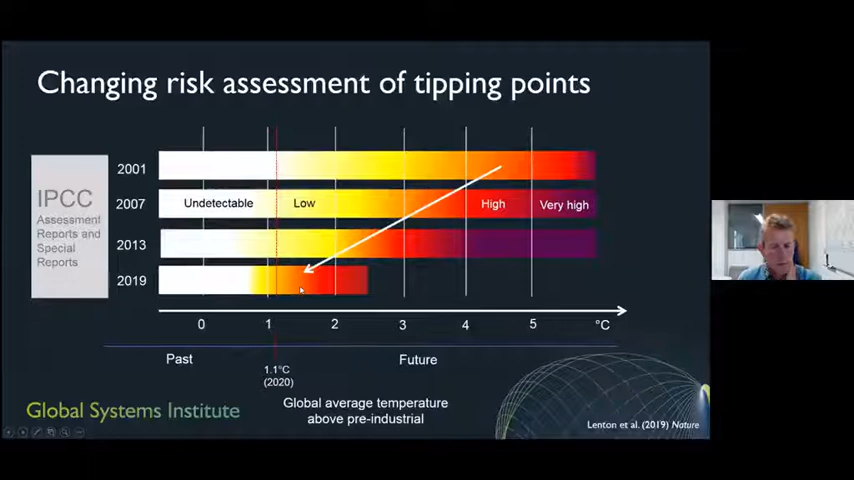 Changing risk assessment of tipping points
IPCC
Assessment
Reports and
Special
Reports
2001
2007
Undetectable
Low
High
Very high
2013
2019
0
1
2
3
4
5
°C
Past
Future
1.1°C
(2020)
Global average temperature
above pre-industrial
Global Systems Institute
Lenton et al. (2019) Nature